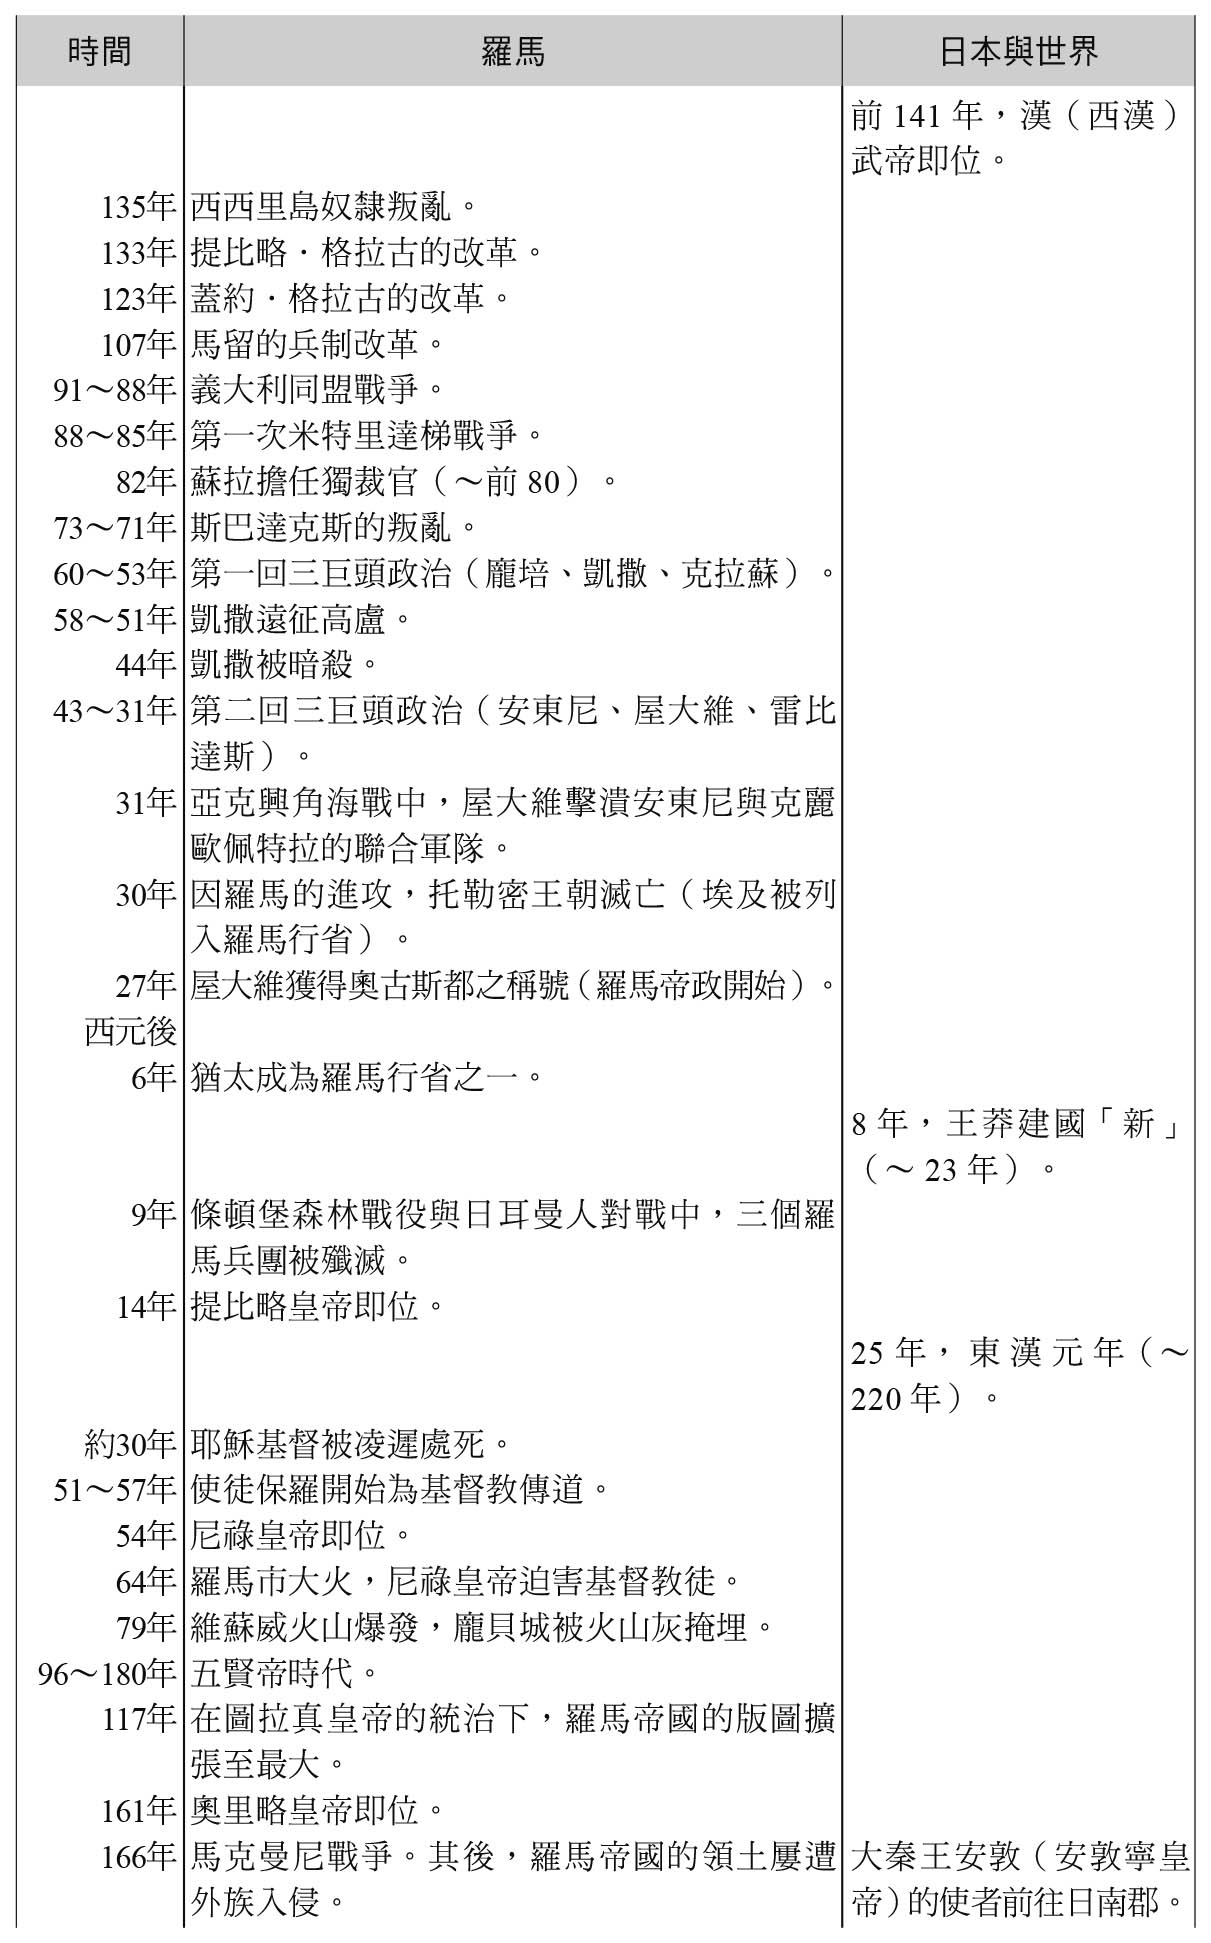 時間 羅馬 日本與世界
前 141 年，漢（西漢）
武帝即位。
135年 西西里島奴隸叛亂。
133年 提比略．格拉古的改革。
123年 蓋約．格拉古的改革。
107年 馬留的兵制改革。
91～88年 義大利同盟戰爭。
88～85年 第一次米特里達梯戰爭。
82年 蘇拉擔任獨裁官（～前 80）。
73～71年 斯巴達克斯的叛亂。
60～53年 第一回三巨頭政治（龐培、凱撒、克拉蘇）。
58～51年 凱撒遠征高盧。
44年 凱撒被暗殺。
43～31年 第二回三巨頭政治（安東尼、屋大維、雷比
達斯）。
31年 亞克興角海戰中，屋大維擊潰安東尼與克麗
歐佩特拉的聯合軍隊。
30年 因羅馬的進攻，托勒密王朝滅亡（埃及被列
入羅馬行省）。
27年 屋大維獲得奧古斯都之稱號（羅馬帝政開始）。
西元後
6年 猶太成為羅馬行省之一。
8 年，王莽建國「新」
（～ 23 年）。
9年 條頓堡森林戰役與日耳曼人對戰中，三個羅
馬兵團被殲滅。
14年 提比略皇帝即位。
25 年，東漢元年（～
220 年）。
約30年 耶穌基督被凌遲處死。
51～57年 使徒保羅開始為基督教傳道。
54年 尼祿皇帝即位。
64年 羅馬市大火，尼祿皇帝迫害基督教徒。
79年 維蘇威火山爆發，龐貝城被火山灰掩埋。
96～180年 五賢帝時代。
117年 在圖拉真皇帝的統治下，羅馬帝國的版圖擴
張至最大。
161年 奧里略皇帝即位。
166年 馬克曼尼戰爭。其後，羅馬帝國的領土屢遭 大秦王安敦（安敦寧皇
外族入侵。 帝）的使者前往日南郡。